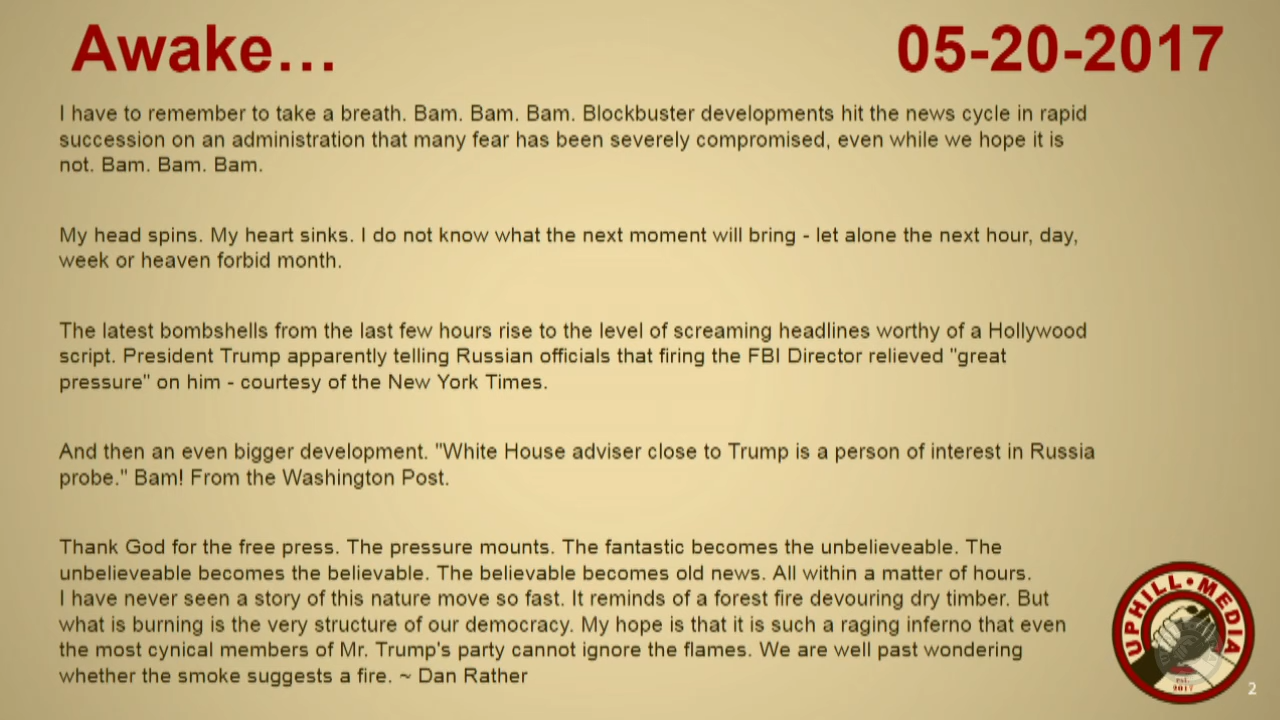 Awake… 05-20-2017
I have to remember to take a breath. Bam. Bam. Bam. Blockbuster developments hit the news cycle in rapid
succession on an administration that many fear has been severely compromised, even while we hope it is
not. Bam. Bam. Bam.
My head spins. My heart sinks. I do not know what the next moment will bring - let alone the next hour, day,
week or heaven forbid month.
The latest bombshells from the last few hours rise to the level of screaming headlines worthy of a Hollywood
script. President Trump apparently telling Russian officials that firing the FBI Director relieved "great
pressure" on him - courtesy of the New York Times.
And then an even bigger development. "White House adviser close to Trump is a person of interest in Russia
probe." Bam! From the Washington Post.
Thank God for the free press. The pressure mounts. The fantastic becomes the unbelieveable. The
unbelieveable becomes the believable. The believable becomes old news. All within a matter of hours.
I have never seen a story of this nature move so fast. It reminds of a forest fire devouring dry timber. But
what is burning is the very structure of our democracy. My hope is that it is such a raging inferno that even
the most cynical members of Mr. Trump's party cannot ignore the flames. We are well past wondering
whether the smoke suggests a fire. ~ Dan Rather
UPHILL•MEDIA
est.
2017
2